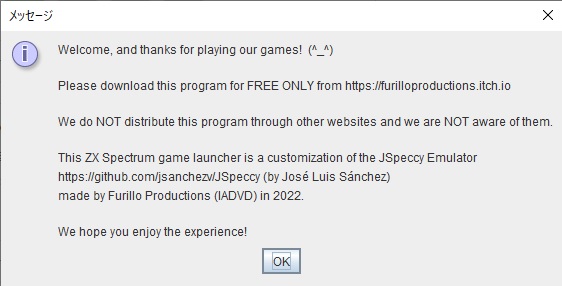 メッセージ
Welcome, and thanks for playing our games!  (^_^)
Please download this program for FREE ONLY from https://furilloproductions.itch.io
We do NOT distribute this program through other websites and we are NOT aware of them.
This ZX Spectrum game launcher is a customization of the JSpeccy Emulator
https://github.com/jsanchezv/JSpeccy (by José Luis Sánchez)
made by Furillo Productions (IADVD) in 2022.
We hope you enjoy the experience!
OK